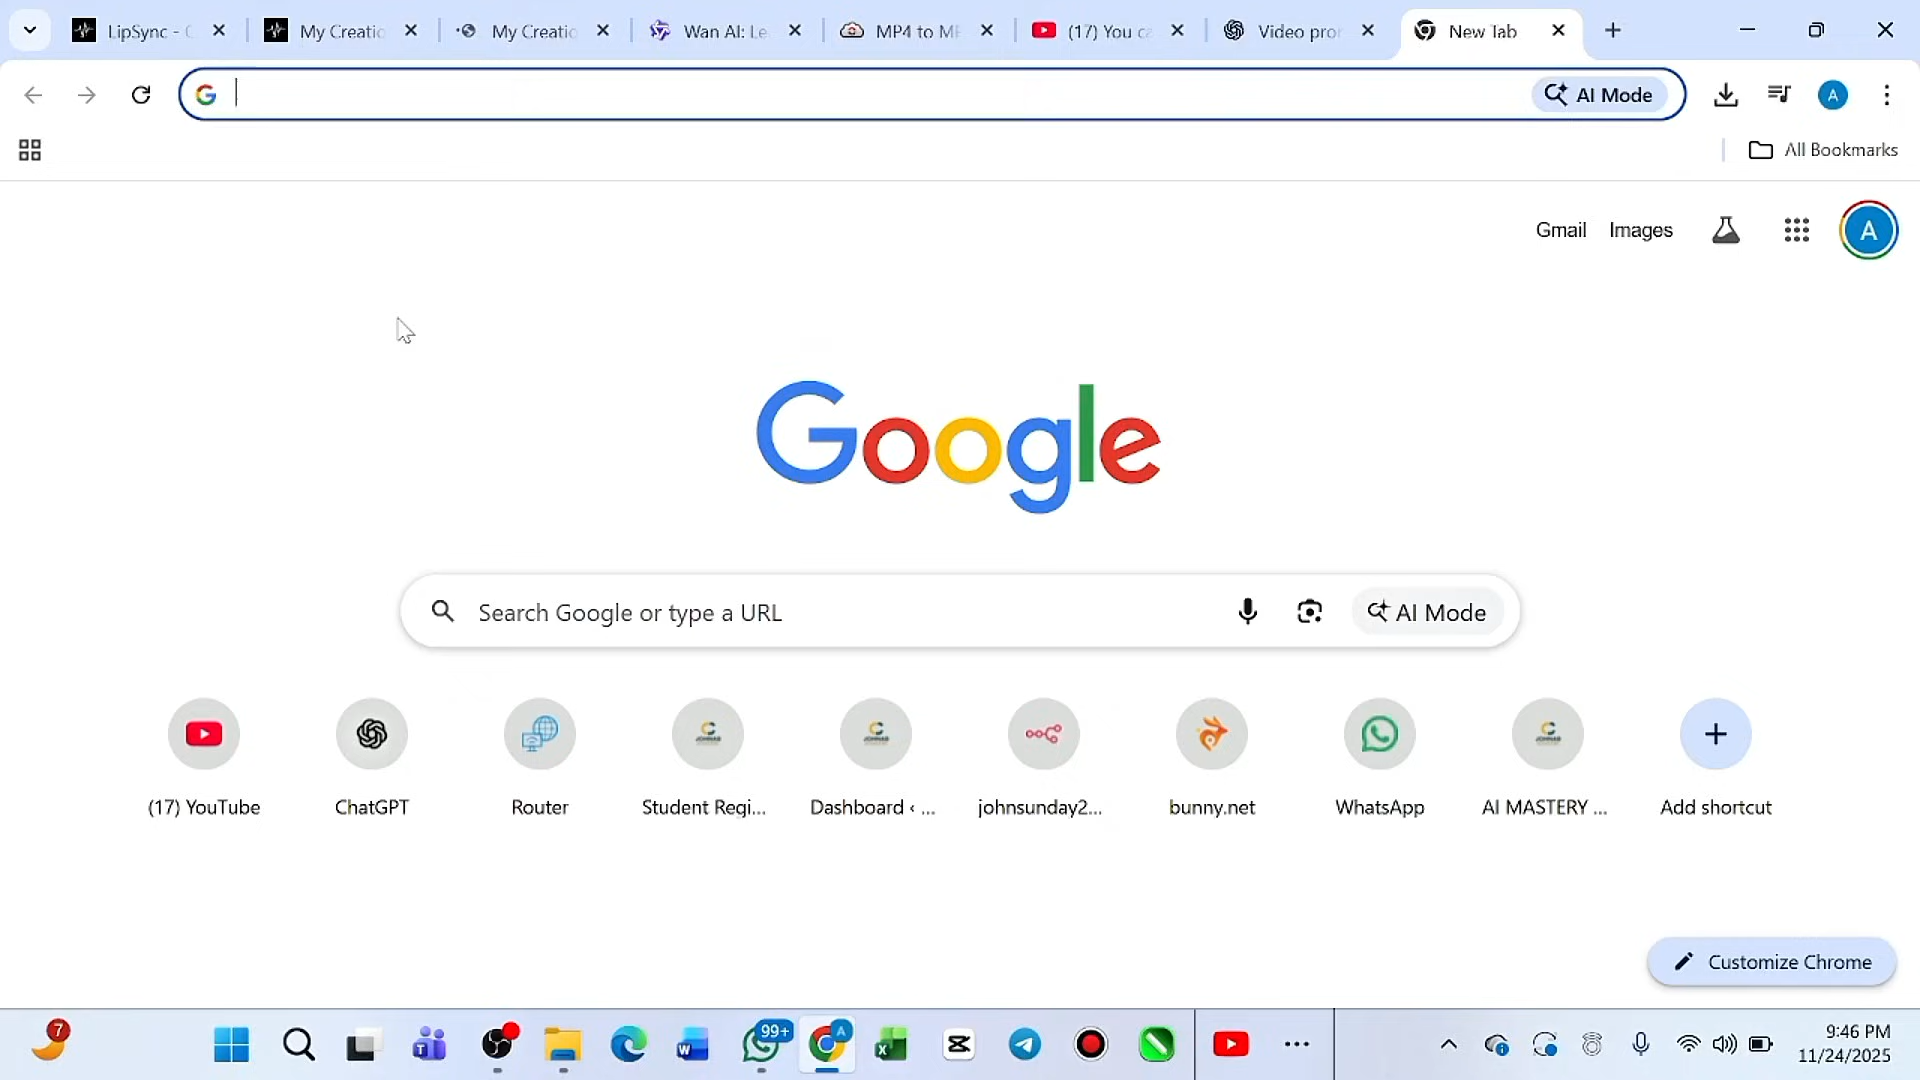 LipSync - C
My Creatio
My Creatio
Wan AI: Le
MP4 to MP
(17) You ca
Video pro
New Tab
AI Mode
A
All Bookmarks
Gmail
Images
A
Google
Search Google or type a URL
AI Mode
(17) YouTube
ChatGPT
Router
Student Regi...
Dashboard ‹ ...
johnsunday2...
bunny.net
WhatsApp
AI MASTERY ...
Add shortcut
Customize Chrome
7
99+
A
9:46 PM
11/24/2025